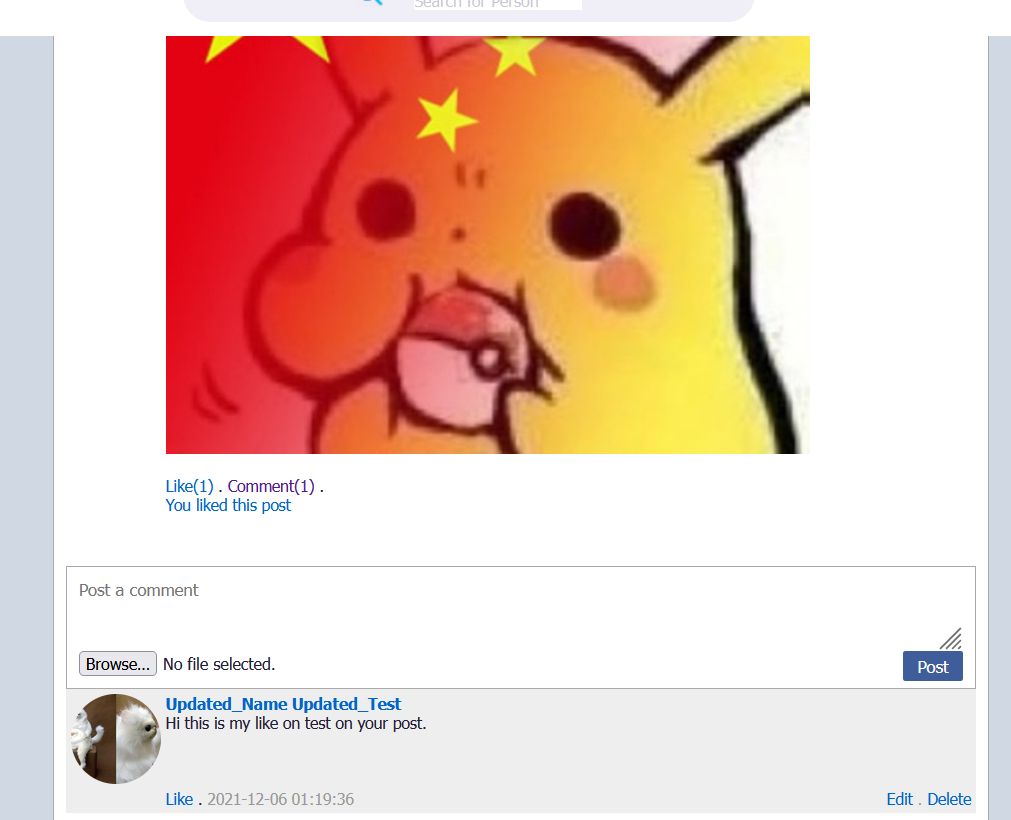 Search for Person
Like(1) . Comment(1) .
You liked this post
Post a comment
Browse... No file selected.
Post
Updated_Name Updated_Test
Hi this is my like on test on your post.
Like . 2021-12-06 01:19:36
Edit . Delete